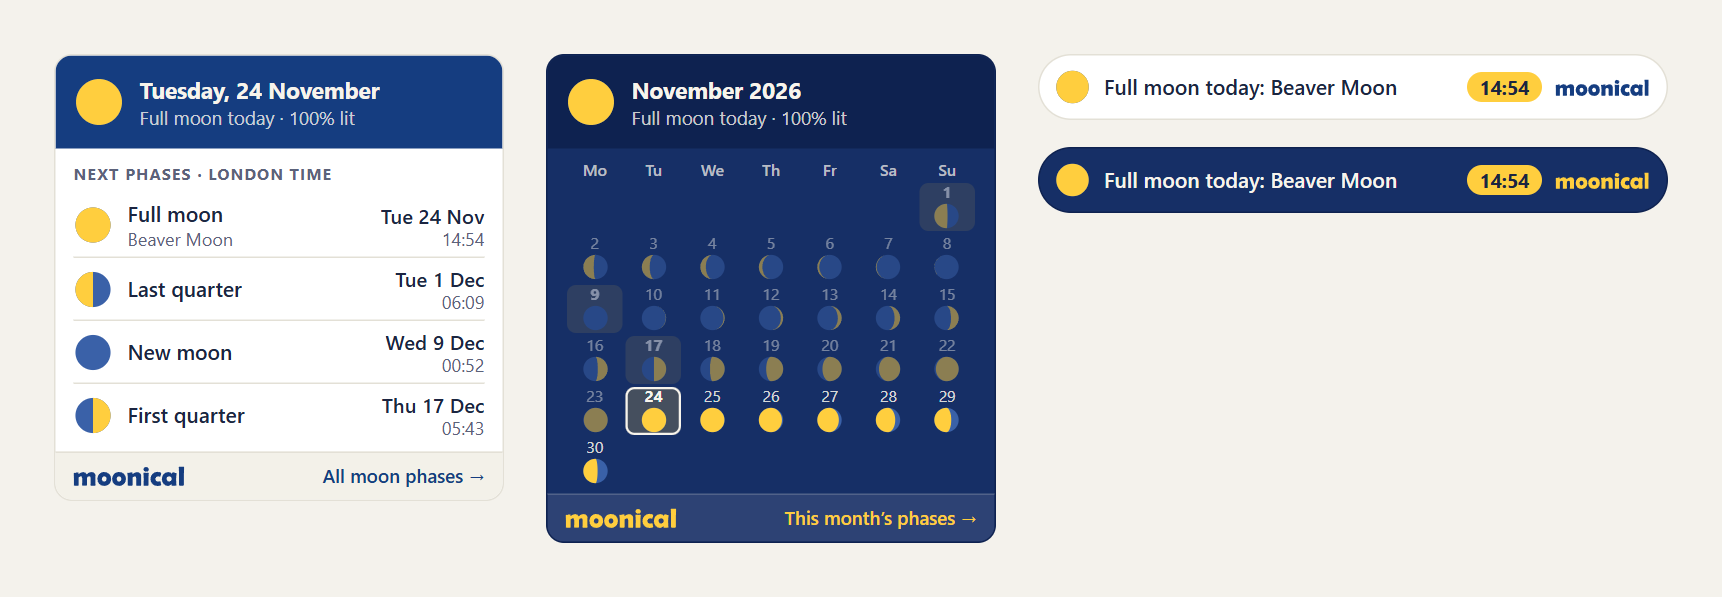 Tuesday, 24 November
Full moon today · 100% lit
NEXT PHASES · LONDON TIME
Full moon Tue 24 Nov
Beaver Moon 14:54
Last quarter Tue 1 Dec
06:09
New moon Wed 9 Dec
00:52
First quarter Thu 17 Dec
05:43
moonical All moon phases →
November 2026
Full moon today · 100% lit
Mo Tu We Th Fr Sa Su
1
2 3 4 5 6 7 8
9 10 11 12 13 14 15
16 17 18 19 20 21 22
23 24 25 26 27 28 29
30
moonical This month’s phases →
Full moon today: Beaver Moon 14:54 moonical
Full moon today: Beaver Moon 14:54 moonical